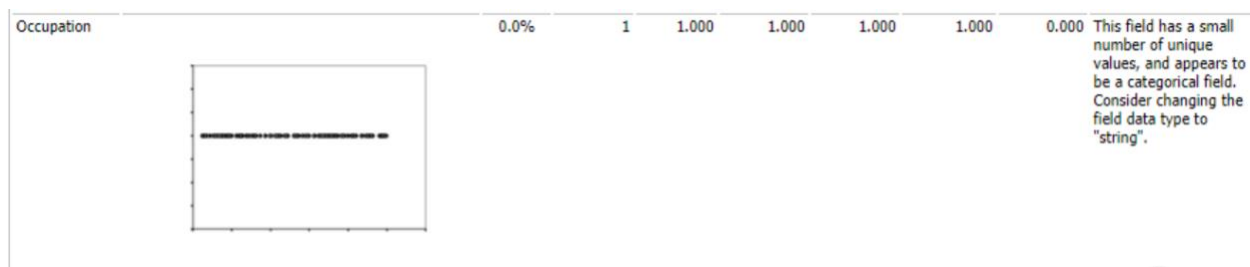 Occupation 0.0% 1 1.000 1.000 1.000 1.000 0.000 This field has a small
number of unique
values, and appears to
be a categorical field.
Consider changing the
field data type to
"string".